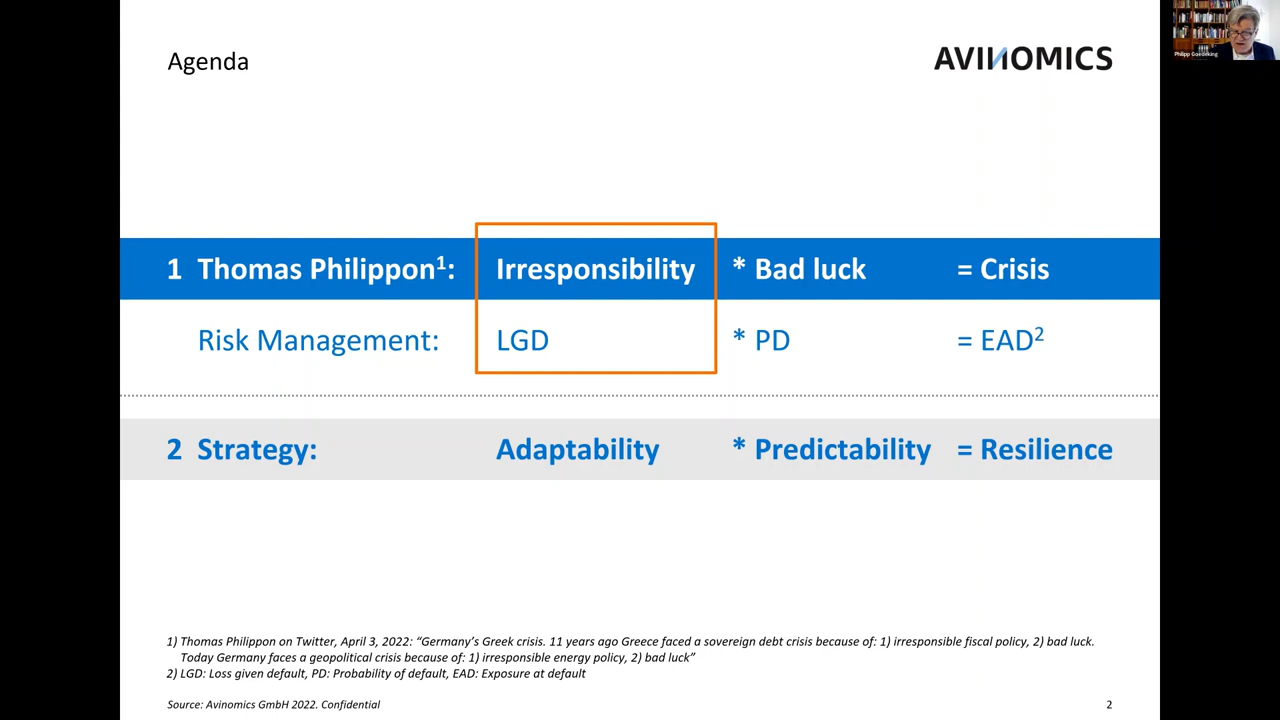 Agenda
AVINOMICS
Philipp Goedeking
1 Thomas Philippon1: Irresponsibility * Bad luck = Crisis
Risk Management: LGD * PD = EAD2
2 Strategy: Adaptability * Predictability = Resilience
1) Thomas Philippon on Twitter, April 3, 2022: “Germany’s Greek crisis. 11 years ago Greece faced a sovereign debt crisis because of: 1) irresponsible fiscal policy, 2) bad luck.
Today Germany faces a geopolitical crisis because of: 1) irresponsible energy policy, 2) bad luck”
2) LGD: Loss given default, PD: Probability of default, EAD: Exposure at default
Source: Avinomics GmbH 2022. Confidential
2